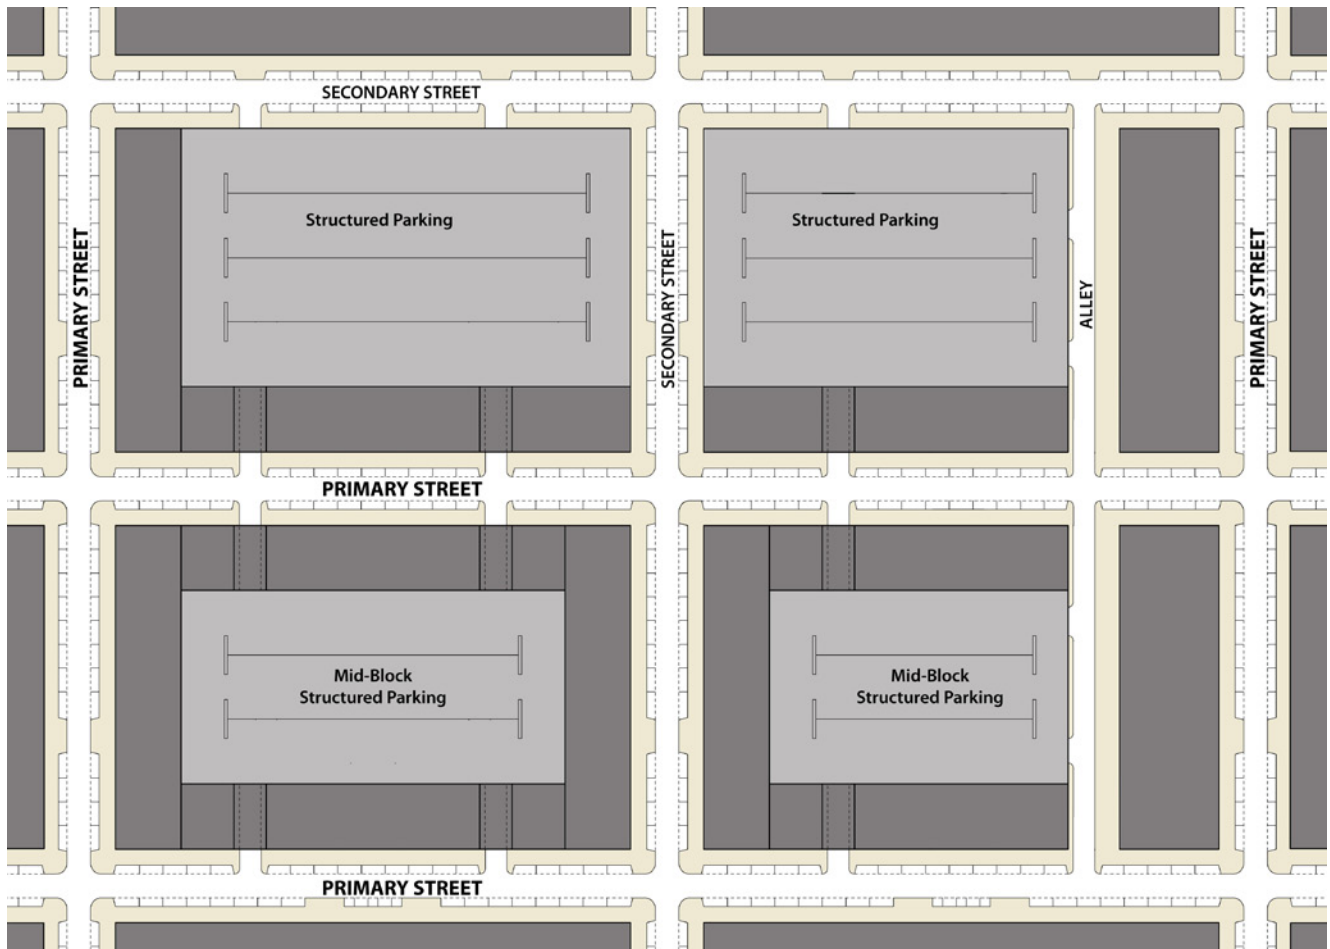 SECONDARY STREET
Structured Parking
Structured Parking
PRIMARY STREET
SECONDARY STREET
ALLEY
PRIMARY STREET
PRIMARY STREET
Mid-Block
Structured Parking
Mid-Block
Structured Parking
PRIMARY STREET